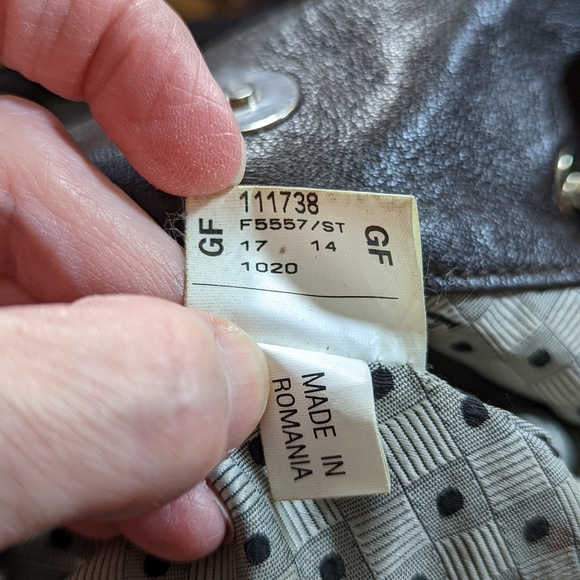 111738
GF F5557/ST GF
17 14
1020
MADE IN
ROMANIA